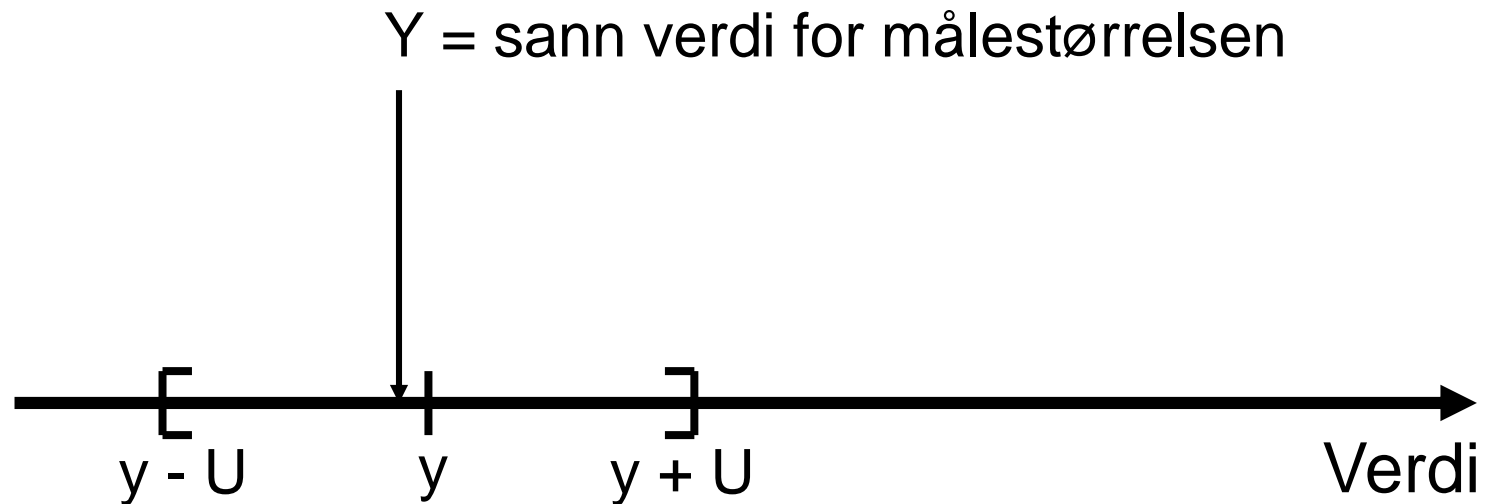 Y = sann verdi for målestørrelsen
y - U y y + U Verdi